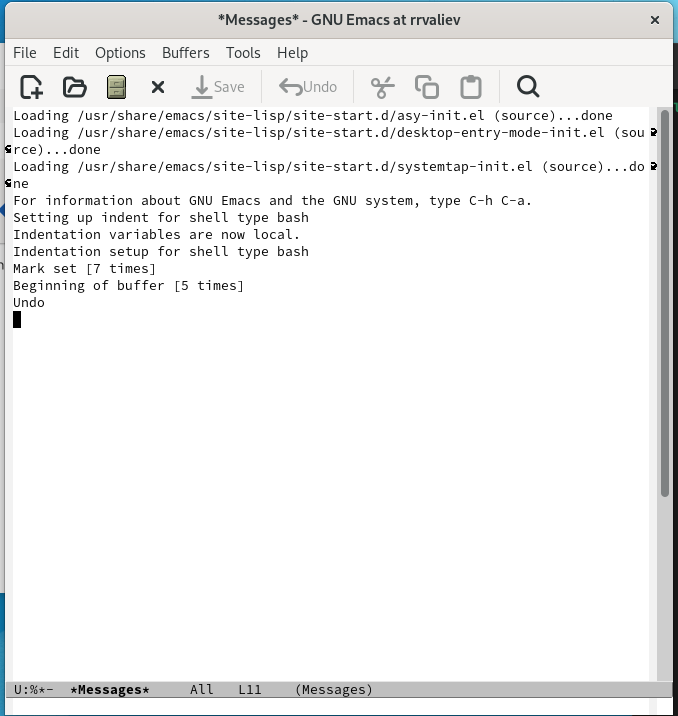 *Messages* - GNU Emacs at rrvaliev
File Edit Options Buffers Tools Help
Save Undo
Loading /usr/share/emacs/site-lisp/site-start.d/asy-init.el (source)...done
Loading /usr/share/emacs/site-lisp/site-start.d/desktop-entry-mode-init.el (sou
rce)...done
Loading /usr/share/emacs/site-lisp/site-start.d/systemtap-init.el (source)...do
ne
For information about GNU Emacs and the GNU system, type C-h C-a.
Setting up indent for shell type bash
Indentation variables are now local.
Indentation setup for shell type bash
Mark set [7 times]
Beginning of buffer [5 times]
Undo
U:%*- *Messages* All L11 (Messages)